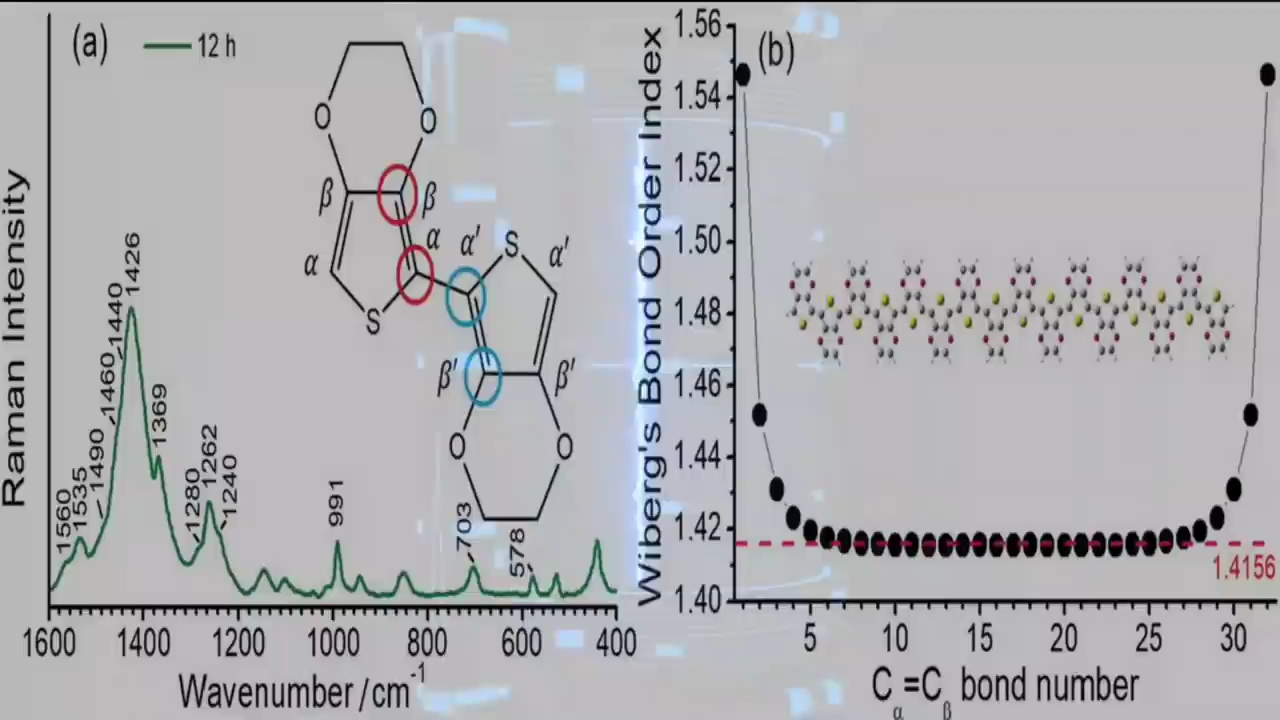 (a)
12 h
Raman Intensity
1560
1535
1490
1460
1440
1426
1369
1280
1262
1240
991
703
578
O
O
β
β
α
α
α'
S
α'
S
β'
β'
O
O
1600 1400 1200 1000 800 600 400
Wavenumber/cm⁻¹
(b)
Wiberg's Bond Order Index
1.56
1.54
1.52
1.50
1.48
1.46
1.44
1.42
1.40
1.4156
5 10 15 20 25 30
Cα=Cβ bond number